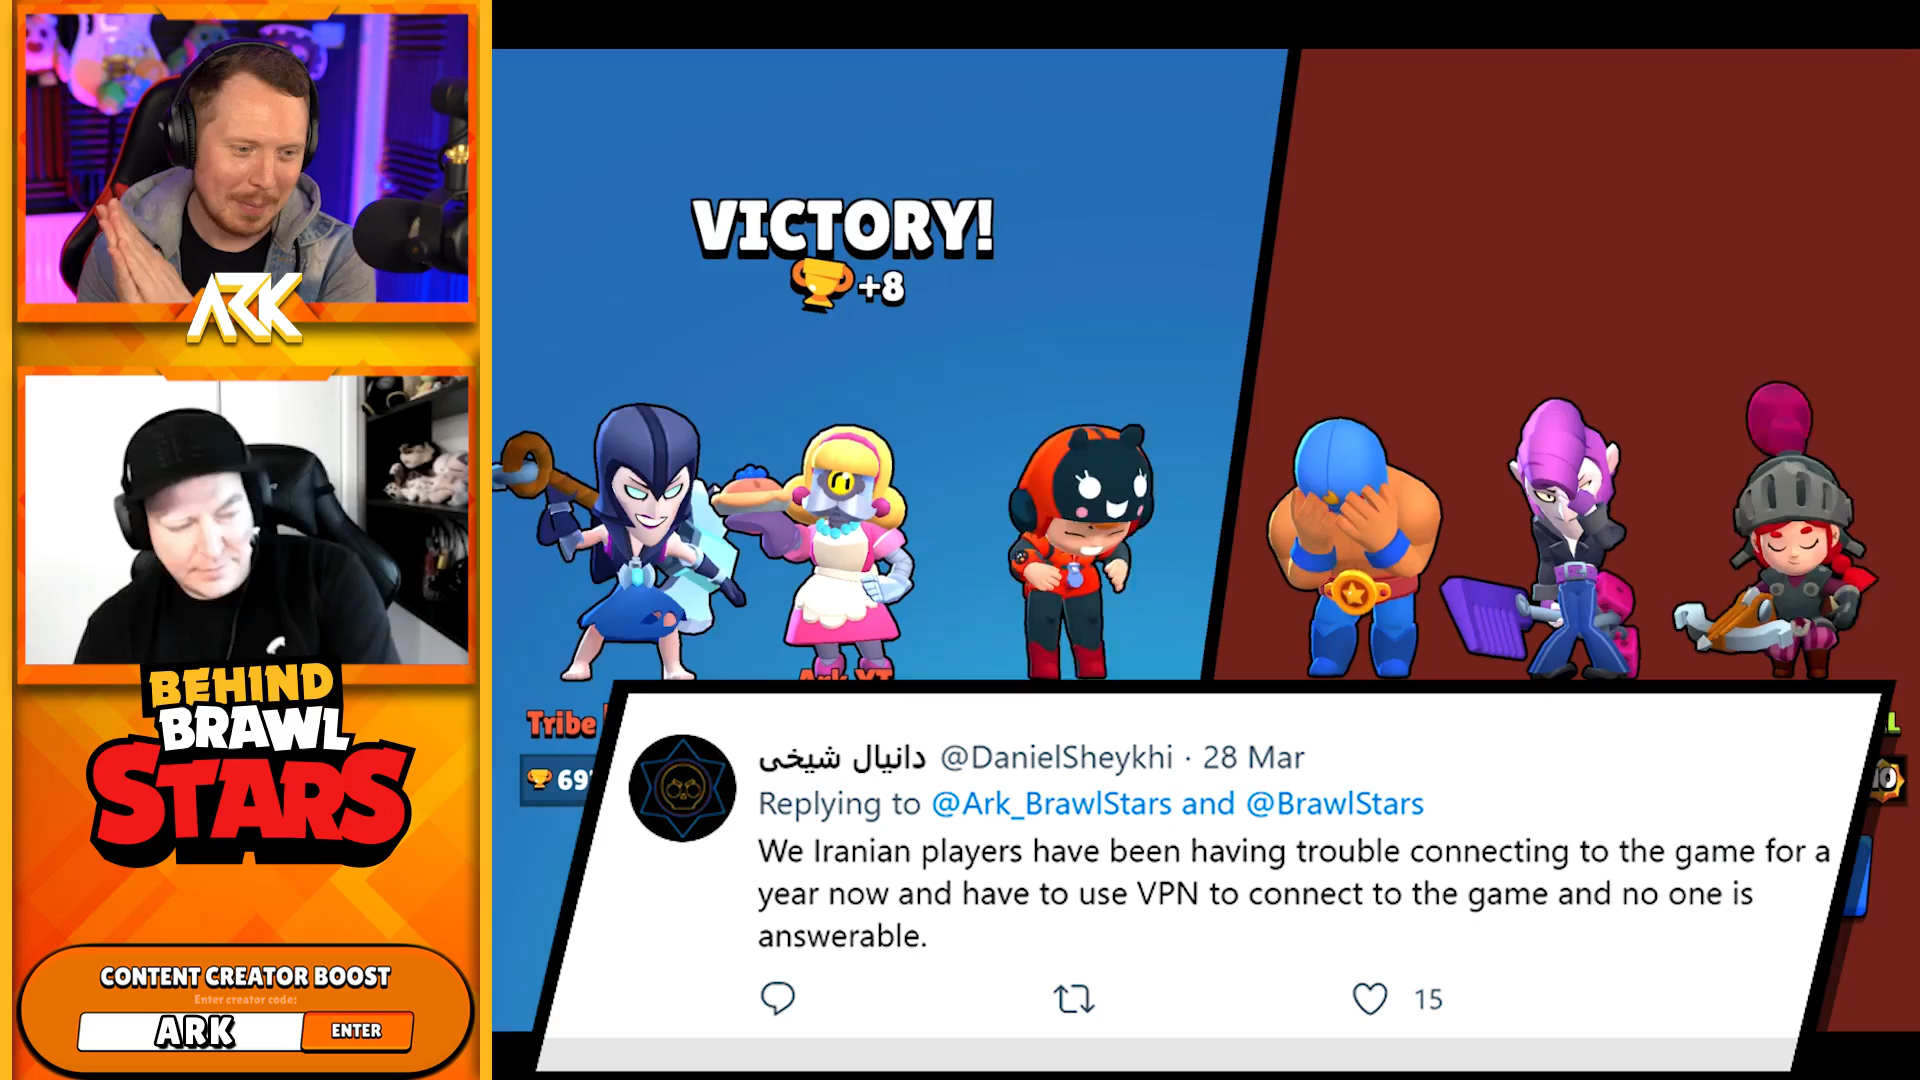 ARK
BEHIND
BRAWL
STARS
CONTENT CREATOR BOOST
Enter creator code:
ARK
ENTER
VICTORY!
+8
Ark YT
Tribe
دانیال شیخی @DanielSheykhi · 28 Mar
Replying to @Ark_BrawlStars and @BrawlStars
We Iranian players have been having trouble connecting to the game for a
year now and have to use VPN to connect to the game and no one is
answerable.
15